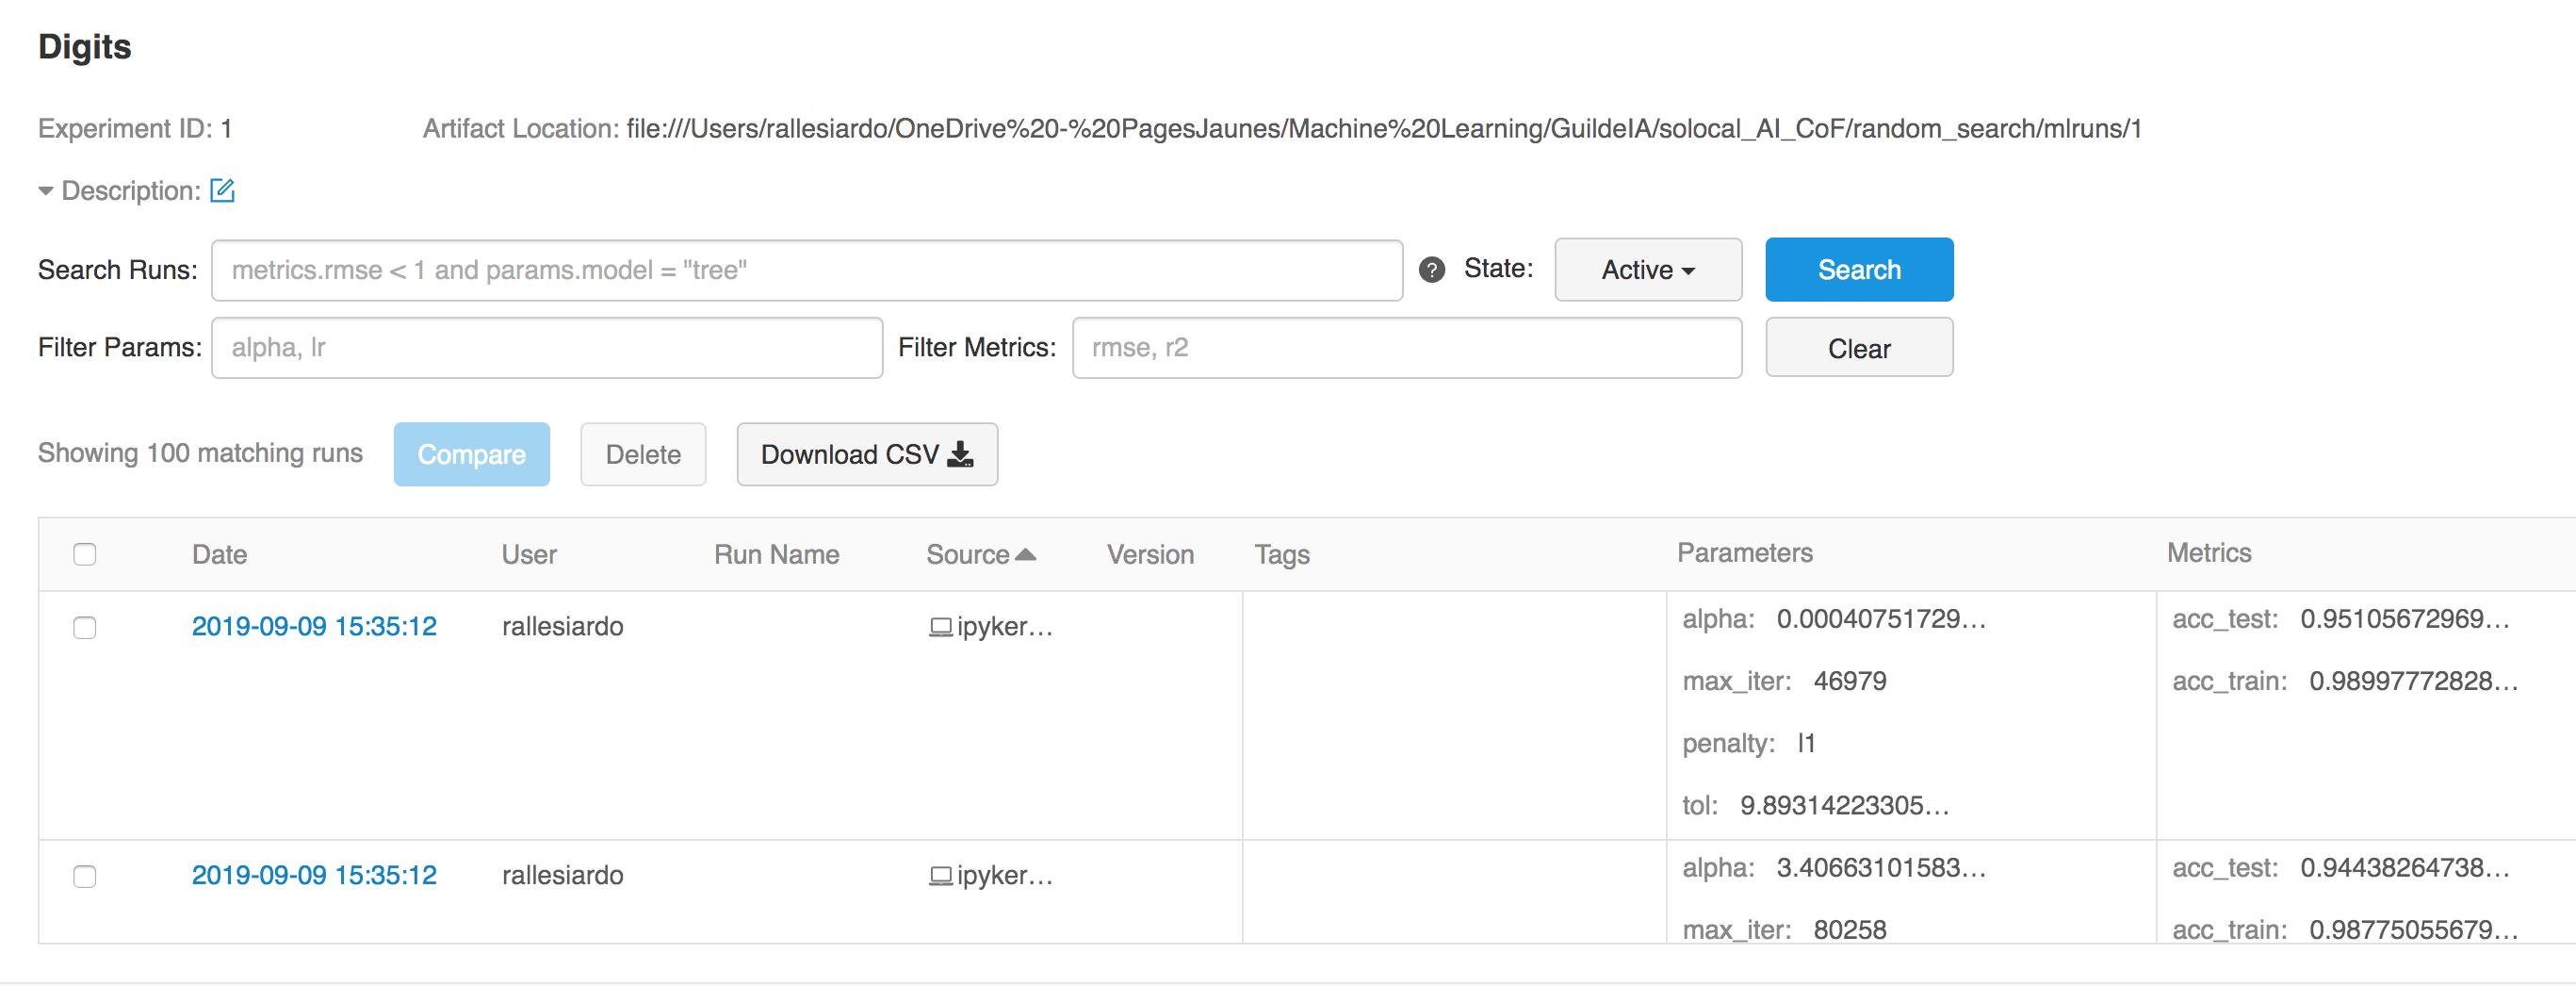 Digits
Experiment ID: 1 Artifact Location: file:///Users/rallesiardo/OneDrive%20-%20PagesJaunes/Machine%20Learning/GuildeIA/solocal_AI_CoF/random_search/mlruns/1
Description:
Search Runs: metrics.rmse < 1 and params.model = "tree" ? State: Active Search
Filter Params: alpha, lr Filter Metrics: rmse, r2 Clear
Showing 100 matching runs Compare Delete Download CSV
Date User Run Name Source Version Tags Parameters Metrics
2019-09-09 15:35:12 rallesiardo ipyker... alpha: 0.00040751729... acc_test: 0.95105672969...
max_iter: 46979 acc_train: 0.98997772828...
penalty: l1
tol: 9.89314223305...
2019-09-09 15:35:12 rallesiardo ipyker... alpha: 3.40663101583... acc_test: 0.94438264738...
max_iter: 80258 acc_train: 0.98775055679...